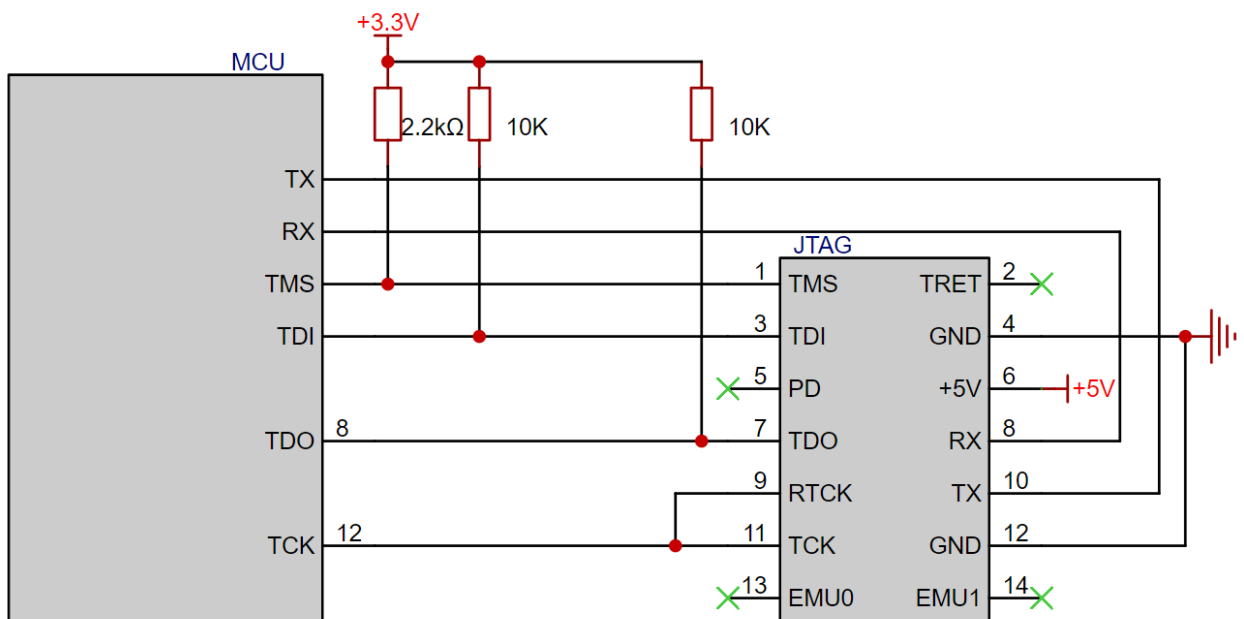 +3.3V
MCU
2.2kΩ 10K 10K
TX
RX
JTAG
TMS 1 TMS TRET 2
TDI 3 TDI GND 4
5 PD +5V 6 +5V
TDO 8 7 TDO RX 8
9 RTCK TX 10
TCK 12 11 TCK GND 12
13 EMU0 EMU1 14